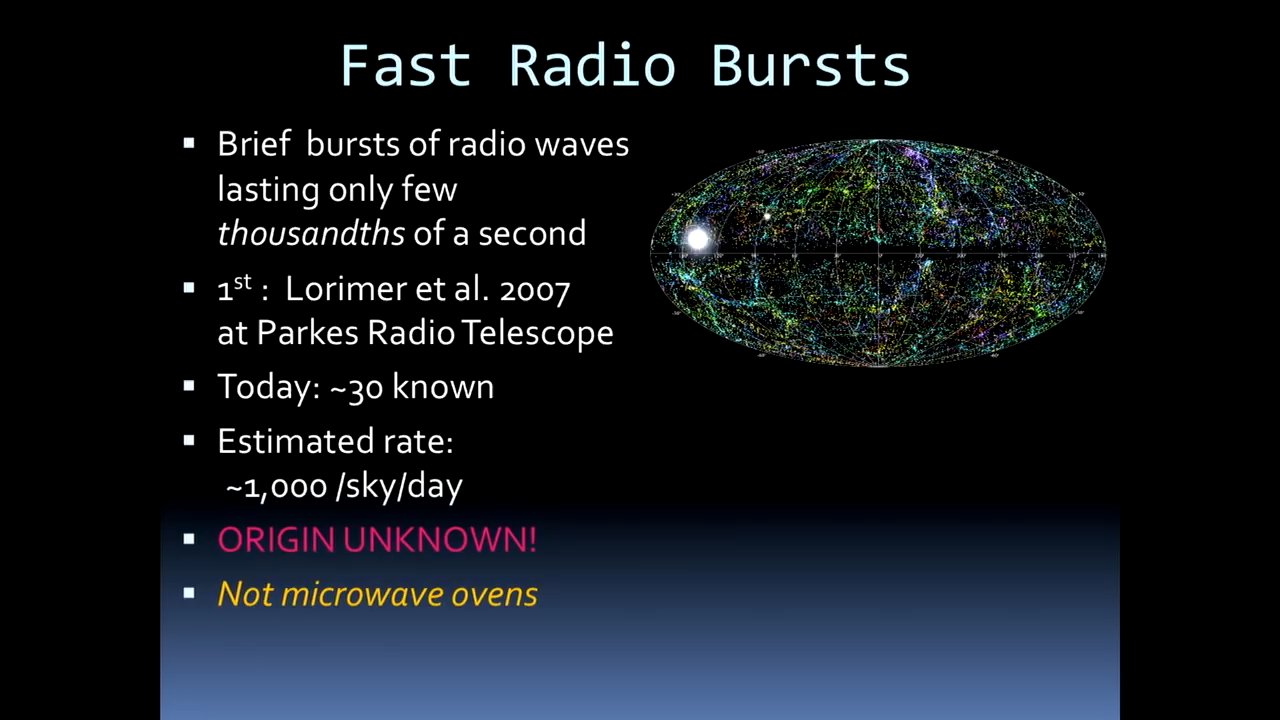 Fast Radio Bursts
▪ Brief bursts of radio waves
lasting only few
thousandths of a second
▪ 1st : Lorimer et al. 2007
at Parkes Radio Telescope
▪ Today: ~30 known
▪ Estimated rate:
~1,000 /sky/day
▪ ORIGIN UNKNOWN!
▪ Not microwave ovens